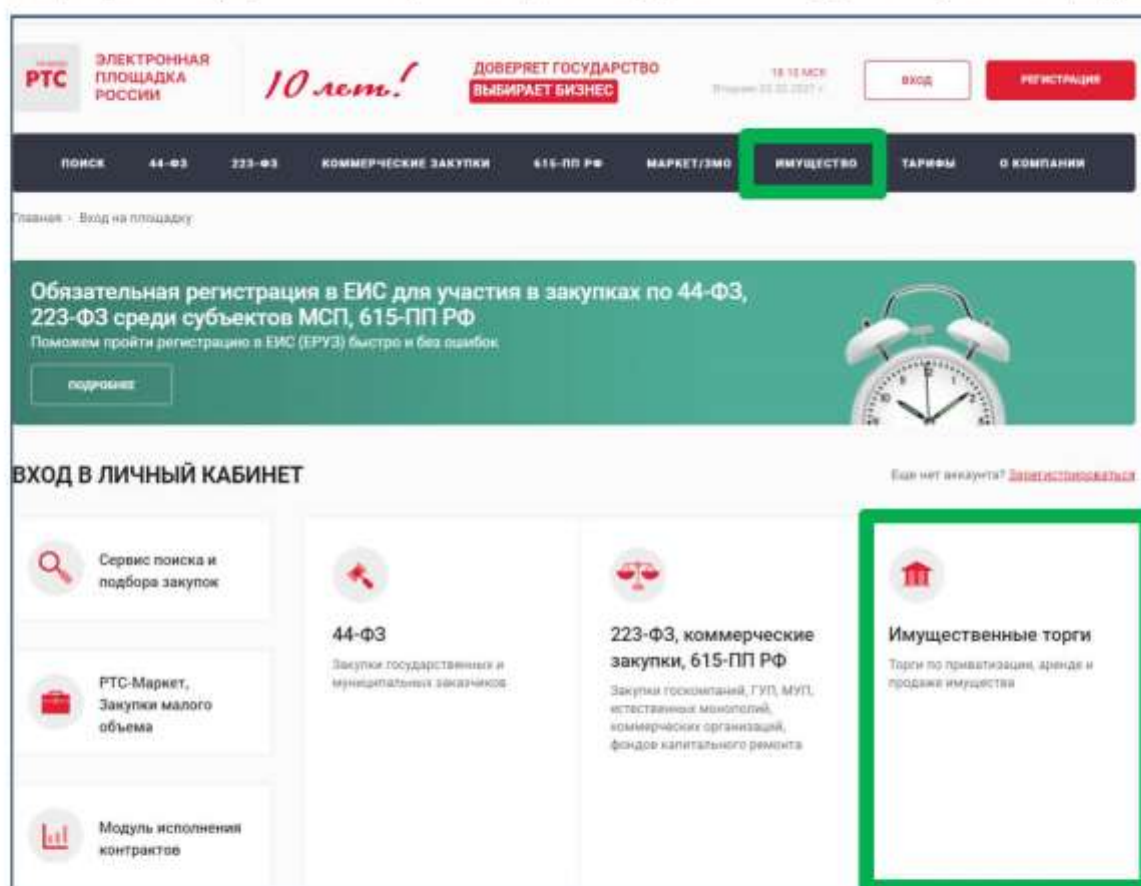 РТС
ЭЛЕКТРОННАЯ
ПЛОЩАДКА
РОССИИ
10 лет!
ДОВЕРЯЕТ ГОСУДАРСТВО
ВЫБИРАЕТ БИЗНЕС
ВХОД
РЕГИСТРАЦИЯ
ПОИСК 44-ФЗ 223-ФЗ КОММЕРЧЕСКИЕ ЗАКУПКИ 615-ПП РФ МАРКЕТ/ЗМО ИМУЩЕСТВО ТАРИФЫ О КОМПАНИИ
Главная - Вход на площадку
Обязательная регистрация в ЕИС для участия в закупках по 44-ФЗ,
223-ФЗ среди субъектов МСП, 615-ПП РФ
Поможем пройти регистрацию в ЕИС (ЕРУЗ) быстро и без ошибок
ПОДРОБНЕЕ
ВХОД В ЛИЧНЫЙ КАБИНЕТ
Еще нет аккаунта? Зарегистрироваться
Сервис поиска и
подбора закупок
РТС-Маркет,
Закупки малого
объема
Модуль исполнения
контрактов
44-ФЗ
Закупки государственных и
муниципальных заказчиков
223-ФЗ, коммерческие
закупки, 615-ПП РФ
Закупки госкомпаний, ГУП, МУП,
естественных монополий,
коммерческих организаций,
фондов капитального ремонта
Имущественные торги
Торги по приватизации, аренде и
продаже имущества